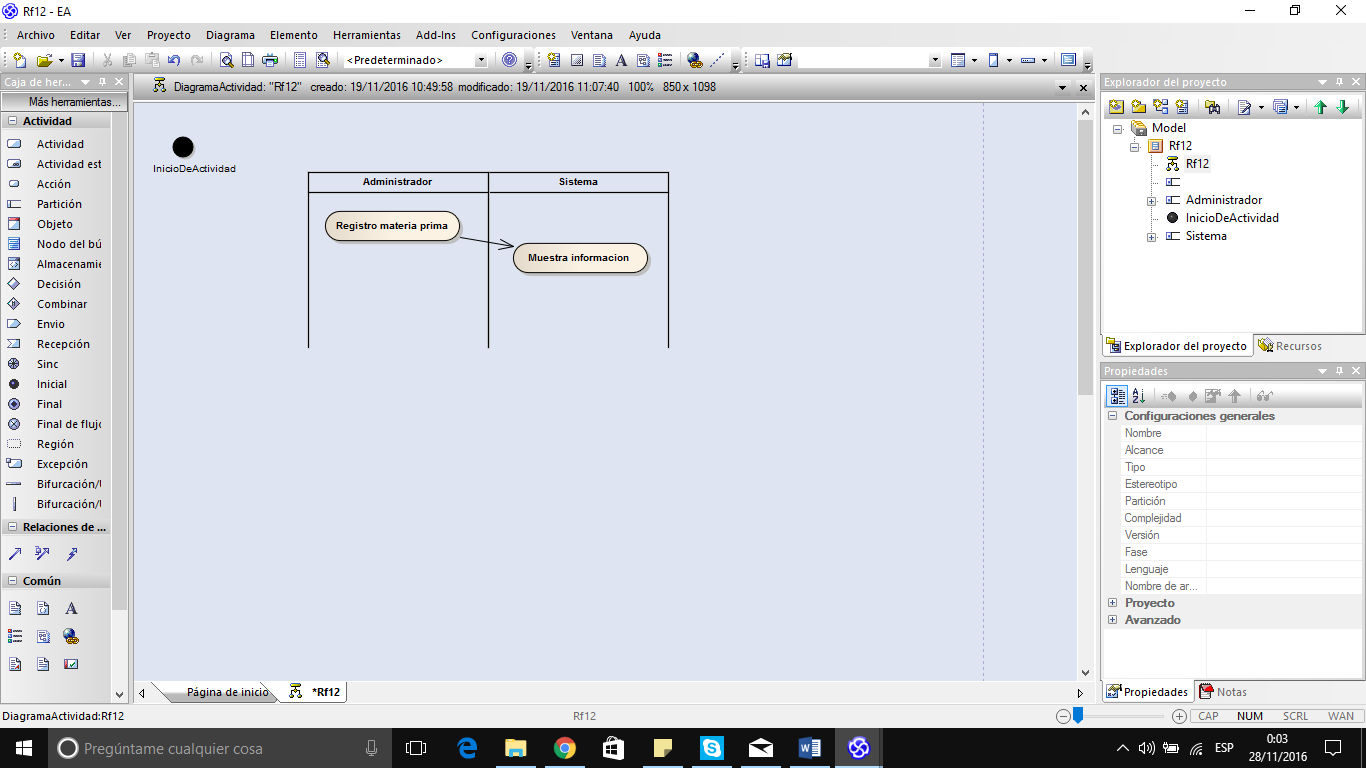 Rf12 - EA
Archivo Editar Ver Proyecto Diagrama Elemento Herramientas Add-Ins Configuraciones Ventana Ayuda
<Predeterminado>
Caja de her...
Más herramientas...
Actividad
Actividad
Actividad est
Acción
Partición
Objeto
Nodo del bú
Almacenamie
Decisión
Combinar
Envio
Recepción
Sinc
Inicial
Final
Final de flujo
Región
Excepción
Bifurcación/U
Bifurcación/U
Relaciones de ...
Común
DiagramaActividad: "Rf12" creado: 19/11/2016 10:49:58 modificado: 19/11/2016 11:07:40 100% 850 x 1098
InicioDeActividad
Administrador Sistema
Registro materia prima
Muestra informacion
Página de inicio *Rf12
Explorador del proyecto
Model
Rf12
Rf12
Administrador
InicioDeActividad
Sistema
Explorador del proyecto Recursos
Propiedades
Configuraciones generales
Nombre
Alcance
Tipo
Estereotipo
Partición
Complejidad
Versión
Fase
Lenguaje
Nombre de ar...
Proyecto
Avanzado
Propiedades Notas
DiagramaActividad:Rf12 Rf12 CAP NUM SCRL WAN
Pregúntame cualquier cosa
ESP
0:03
28/11/2016